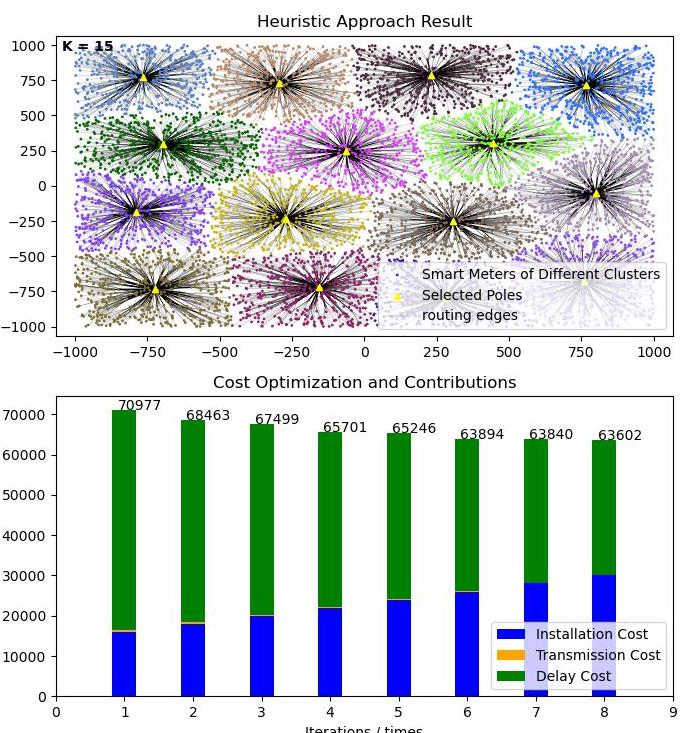 Heuristic Approach Result
K = 15
1000
750
500
250
0
−250
−500
−750
−1000
Smart Meters of Different Clusters
Selected Poles
routing edges
−1000 −750 −500 −250 0 250 500 750 1000
Cost Optimization and Contributions
70000
60000
50000
40000
30000
20000
10000
0
70977 68463 67499 65701 65246 63894 63840 63602
Installation Cost
Transmission Cost
Delay Cost
0 1 2 3 4 5 6 7 8 9
Iterations / times